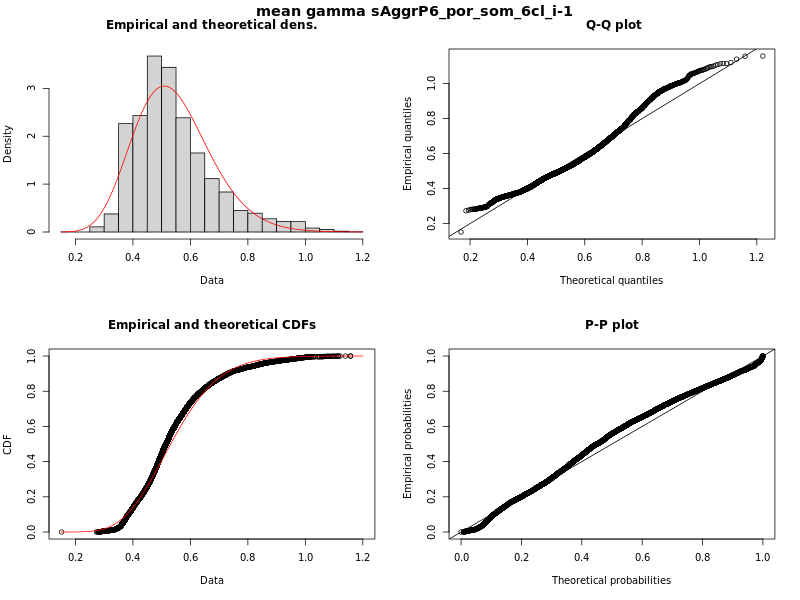 mean gamma sAggrP6_por_som_6cl_i-1
Empirical and theoretical dens.
Density
0 1 2 3
0.2 0.4 0.6 0.8 1.0 1.2
Data
Q-Q plot
Empirical quantiles
0.2 0.4 0.6 0.8 1.0
0.2 0.4 0.6 0.8 1.0 1.2
Theoretical quantiles
Empirical and theoretical CDFs
CDF
0.0 0.2 0.4 0.6 0.8 1.0
0.2 0.4 0.6 0.8 1.0 1.2
Data
P-P plot
Empirical probabilities
0.0 0.2 0.4 0.6 0.8 1.0
0.0 0.2 0.4 0.6 0.8 1.0
Theoretical probabilities